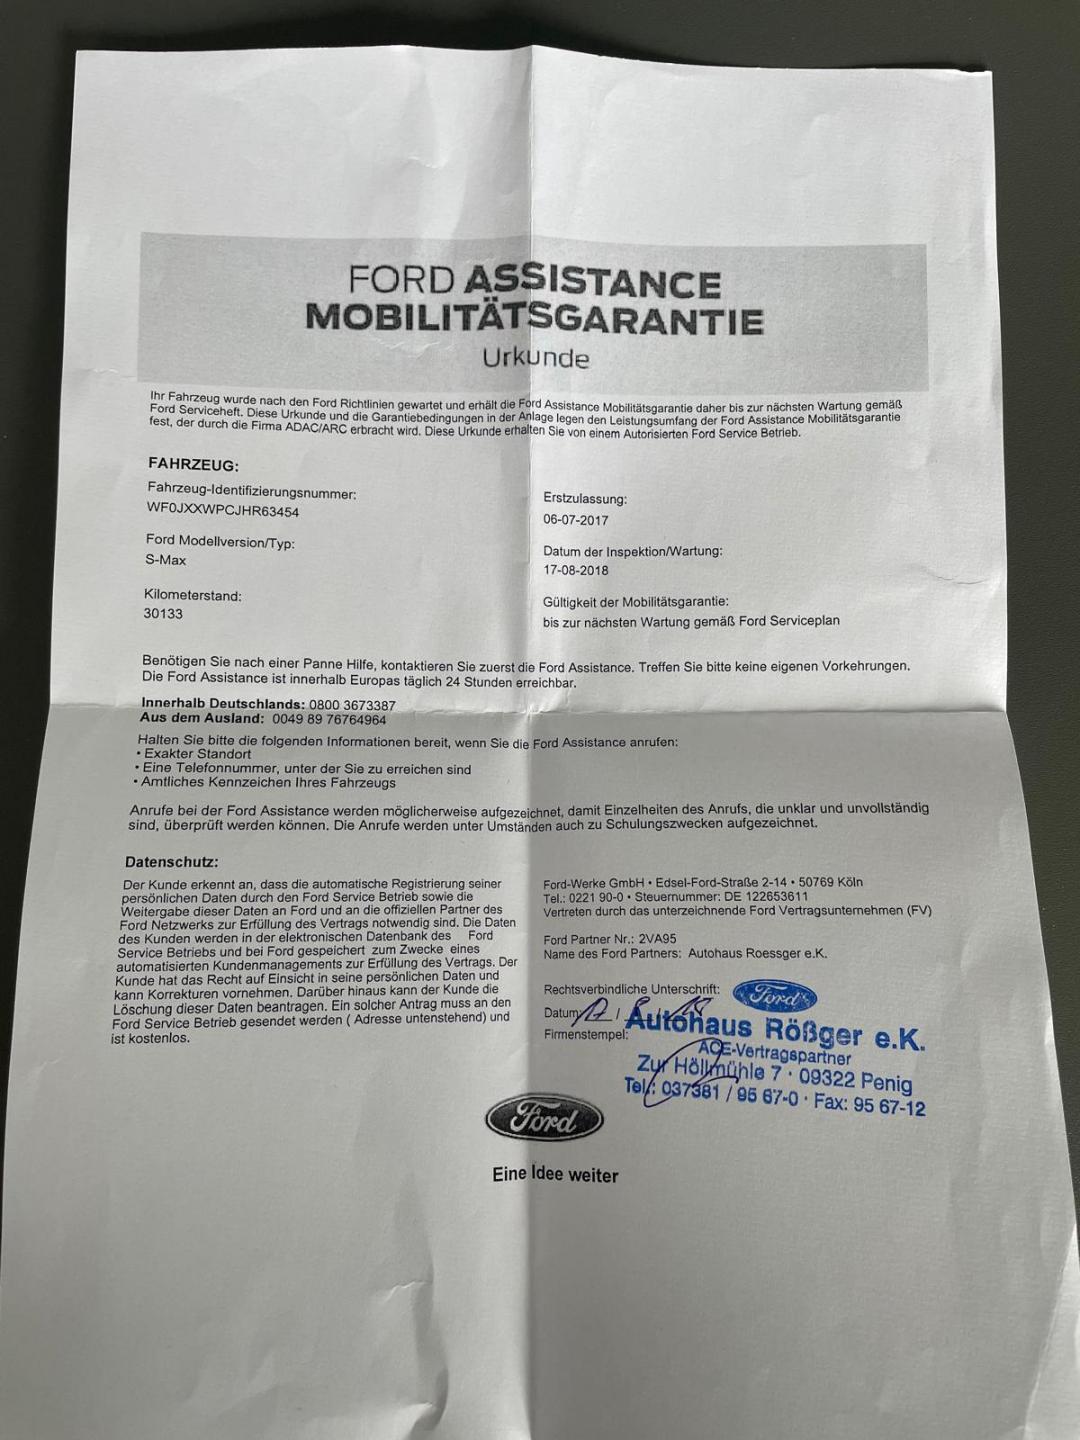 FORD ASSISTANCE
MOBILITÄTSGARANTIE
Urkunde
Ihr Fahrzeug wurde nach den Ford Richtlinien gewartet und erhält die Ford Assistance Mobilitätsgarantie daher bis zur nächsten Wartung gemäß
Ford Serviceheft. Diese Urkunde und die Garantiebedingungen in der Anlage legen den Leistungsumfang der Ford Assistance Mobilitätsgarantie
fest, der durch die Firma ADAC/ARC erbracht wird. Diese Urkunde erhalten Sie von einem Autorisierten Ford Service Betrieb.
FAHRZEUG:
Fahrzeug-Identifizierungsnummer:
WF0JXXWPCJHR63454
Ford Modellversion/Typ:
S-Max
Kilometerstand:
30133
Erstzulassung:
06-07-2017
Datum der Inspektion/Wartung:
17-08-2018
Gültigkeit der Mobilitätsgarantie:
bis zur nächsten Wartung gemäß Ford Serviceplan
Benötigen Sie nach einer Panne Hilfe, kontaktieren Sie zuerst die Ford Assistance. Treffen Sie bitte keine eigenen Vorkehrungen.
Die Ford Assistance ist innerhalb Europas täglich 24 Stunden erreichbar.
Innerhalb Deutschlands: 0800 3673387
Aus dem Ausland: 0049 89 76764964
Halten Sie bitte die folgenden Informationen bereit, wenn Sie die Ford Assistance anrufen:
• Exakter Standort
• Eine Telefonnummer, unter der Sie zu erreichen sind
• Amtliches Kennzeichen Ihres Fahrzeugs
Anrufe bei der Ford Assistance werden möglicherweise aufgezeichnet, damit Einzelheiten des Anrufs, die unklar und unvollständig
sind, überprüft werden können. Die Anrufe werden unter Umständen auch zu Schulungszwecken aufgezeichnet.
Datenschutz:
Der Kunde erkennt an, dass die automatische Registrierung seiner
persönlichen Daten durch den Ford Service Betrieb sowie die
Weitergabe dieser Daten an Ford und an die offiziellen Partner des
Ford Netzwerks zur Erfüllung des Vertrags notwendig sind. Die Daten
des Kunden werden in der elektronischen Datenbank des Ford
Service Betriebs und bei Ford gespeichert zum Zwecke eines
automatisierten Kundenmanagements zur Erfüllung des Vertrags. Der
Kunde hat das Recht auf Einsicht in seine persönlichen Daten und
kann Korrekturen vornehmen. Darüber hinaus kann der Kunde die
Löschung dieser Daten beantragen. Ein solcher Antrag muss an den
Ford Service Betrieb gesendet werden ( Adresse untenstehend) und
ist kostenlos.
Ford-Werke GmbH • Edsel-Ford-Straße 2-14 • 50769 Köln
Tel.: 0221 90-0 • Steuernummer: DE 122653611
Vertreten durch das unterzeichnende Ford Vertragsunternehmen (FV)
Ford Partner Nr.: 2VA95
Name des Ford Partners: Autohaus Roessger e.K.
Rechtsverbindliche Unterschrift:
Ford
Datum 17 / 8 / 18
Firmenstempel:
Autohaus Rößger e.K.
ACE-Vertragspartner
Zur Höllmühle 7 · 09322 Penig
Tel.: 037381 / 95 67-0 · Fax: 95 67-12
Ford
Eine Idee weiter